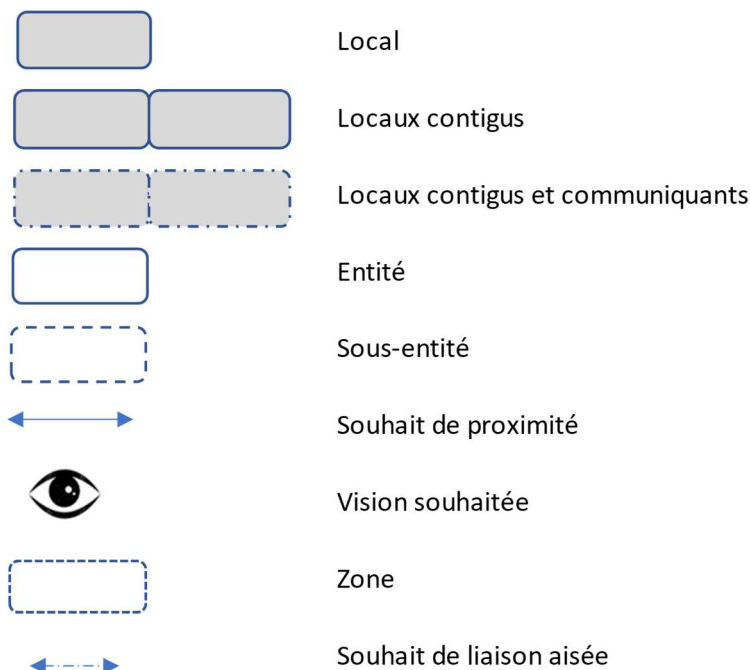 Local
Locaux contigus
Locaux contigus et communiquants
Entité
Sous-entité
Souhait de proximité
Vision souhaitée
Zone
Souhait de liaison aisée